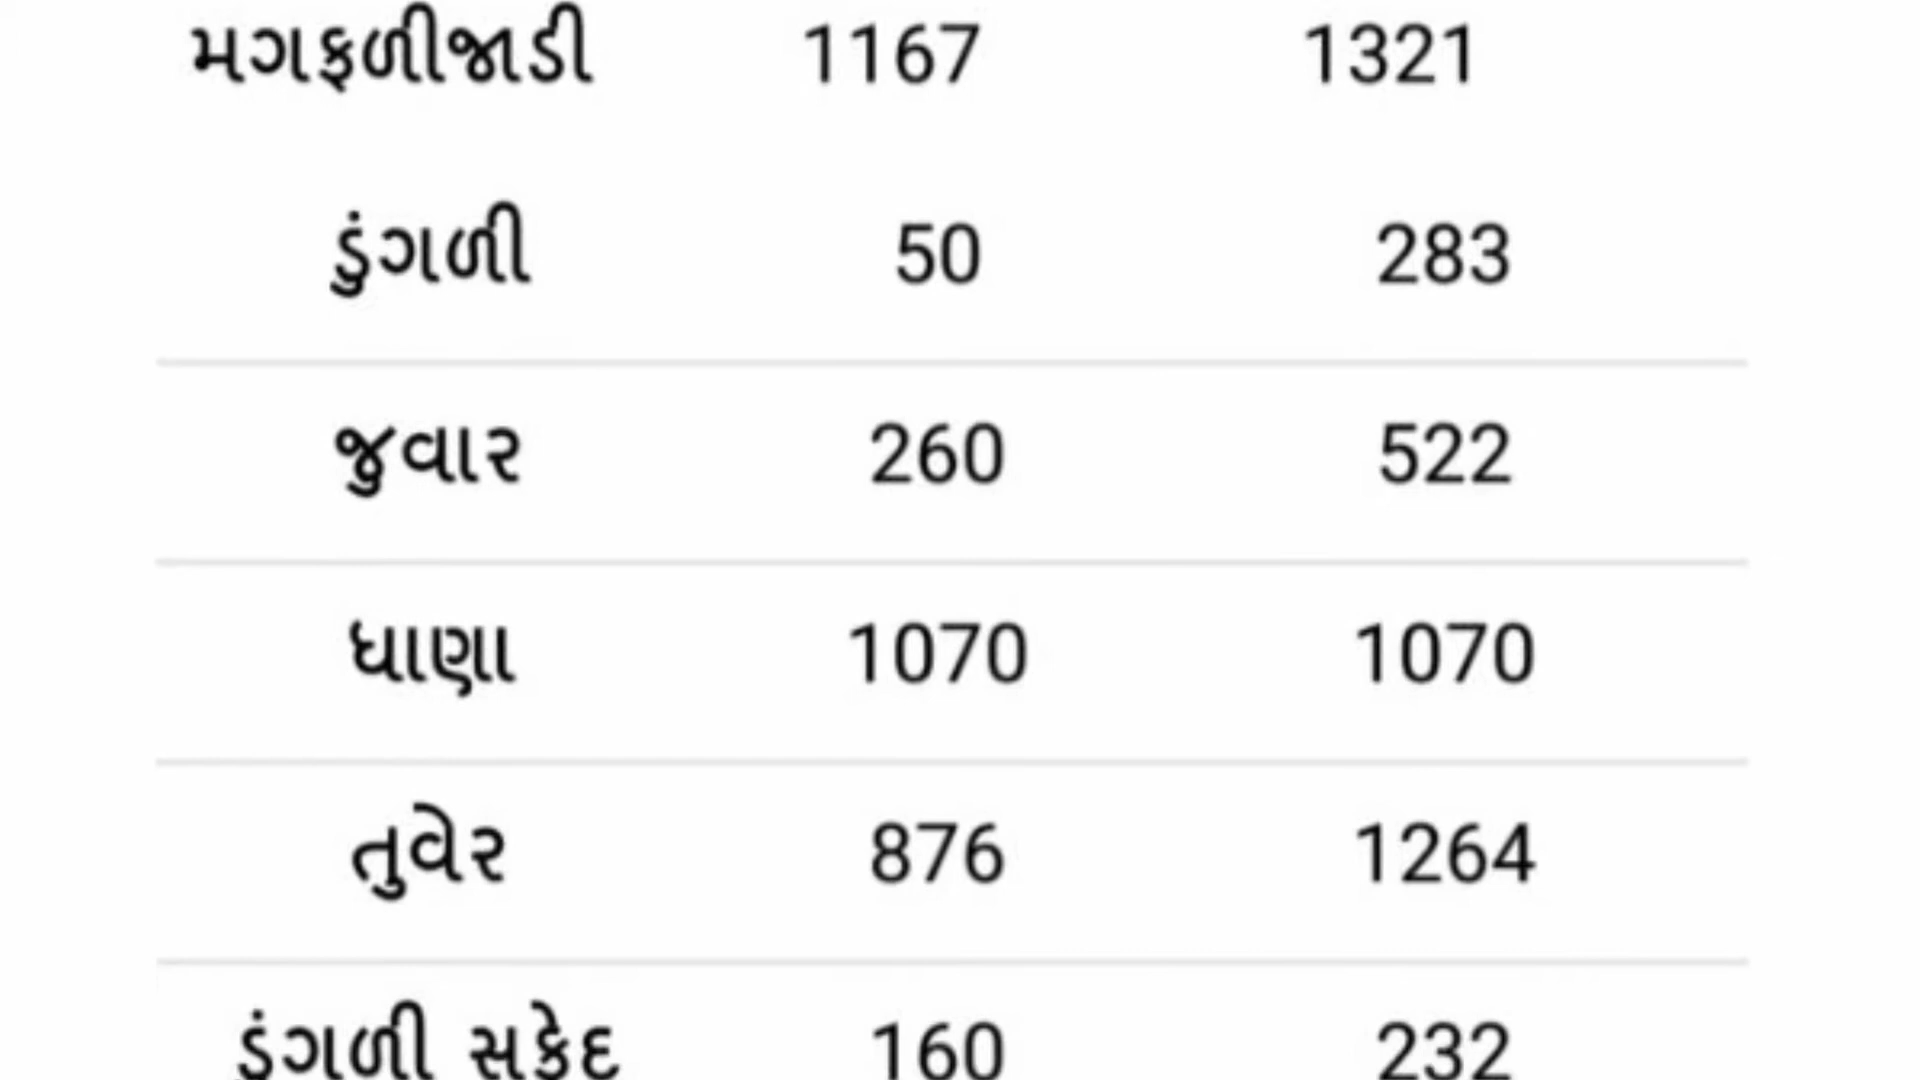 મગફળીજાડી 1167 1321
ડુંગળી 50 283
જુવાર 260 522
ધાણા 1070 1070
તુવેર 876 1264
ડુંગળી સફેદ 160 232